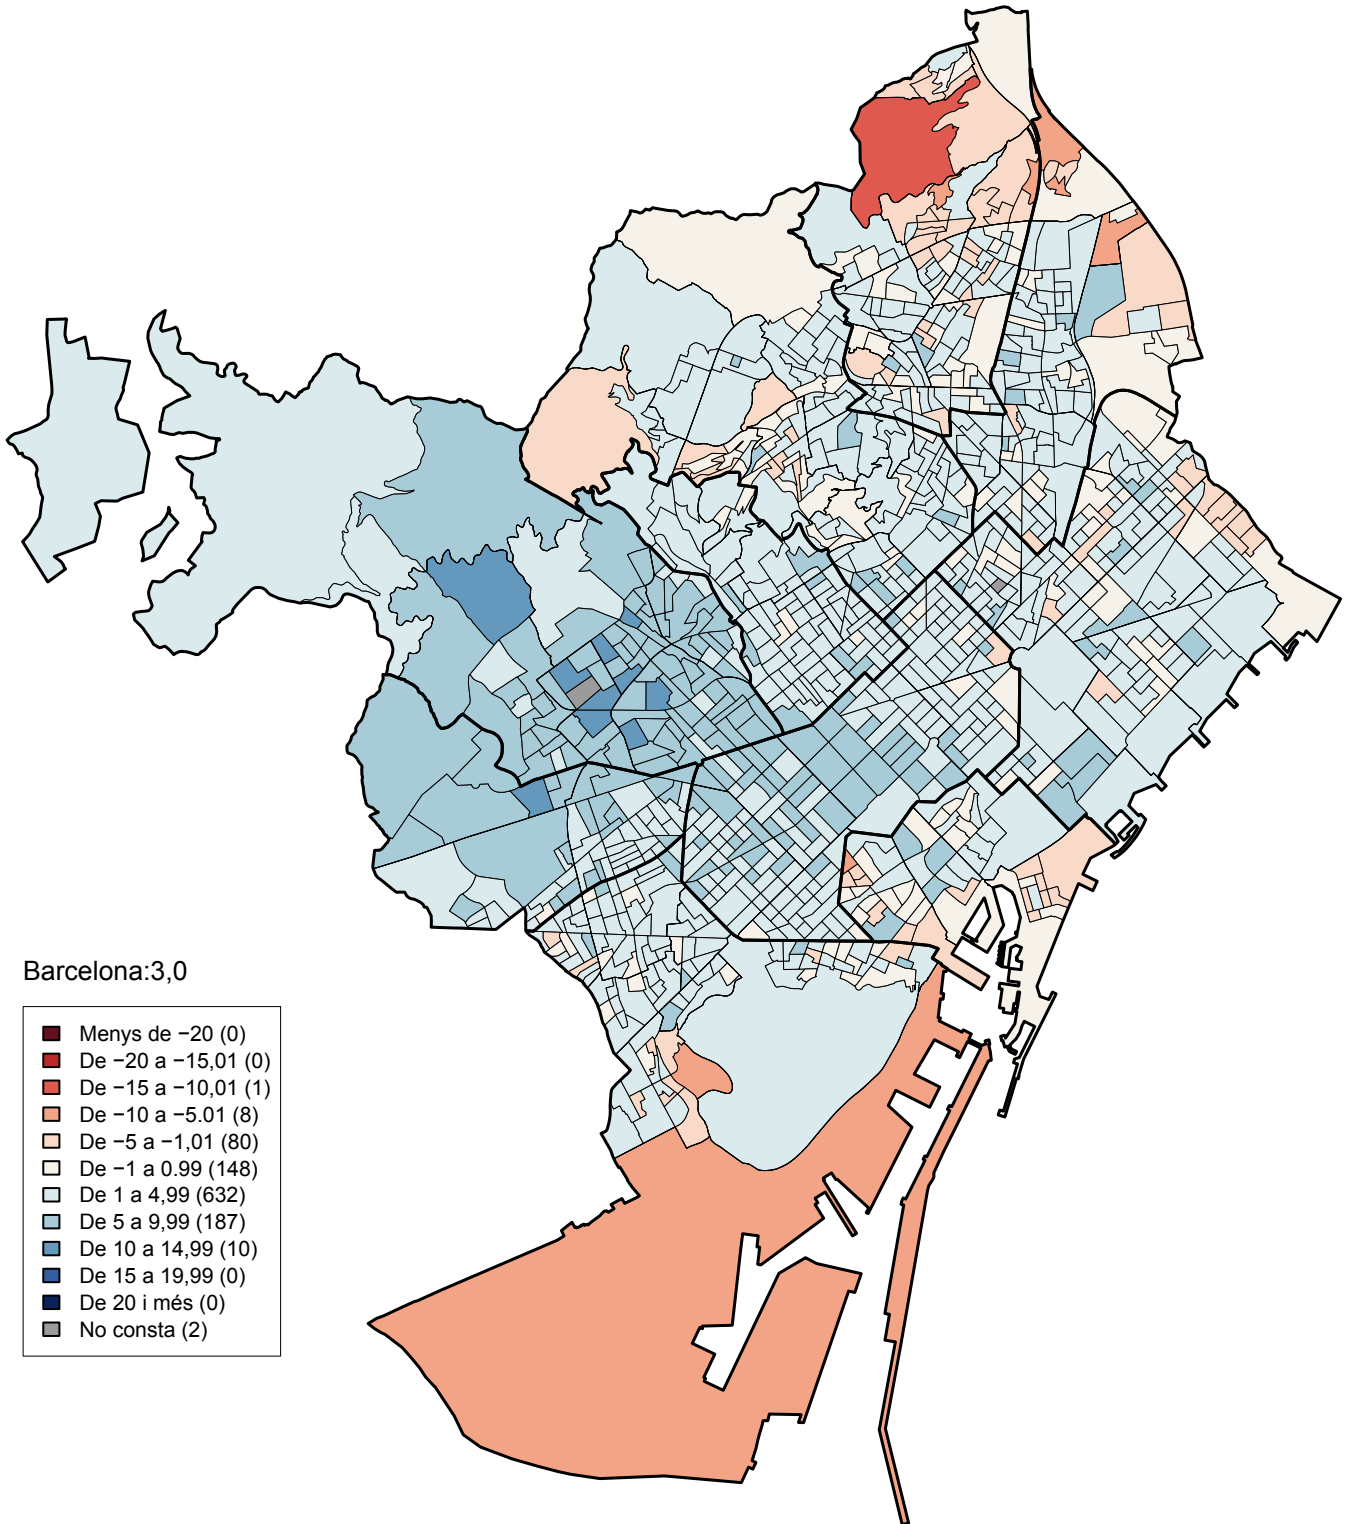 Barcelona:3,0
Menys de −20 (0)
De −20 a −15,01 (0)
De −15 a −10,01 (1)
De −10 a −5.01 (8)
De −5 a −1,01 (80)
De −1 a 0.99 (148)
De 1 a 4,99 (632)
De 5 a 9,99 (187)
De 10 a 14,99 (10)
De 15 a 19,99 (0)
De 20 i més (0)
No consta (2)